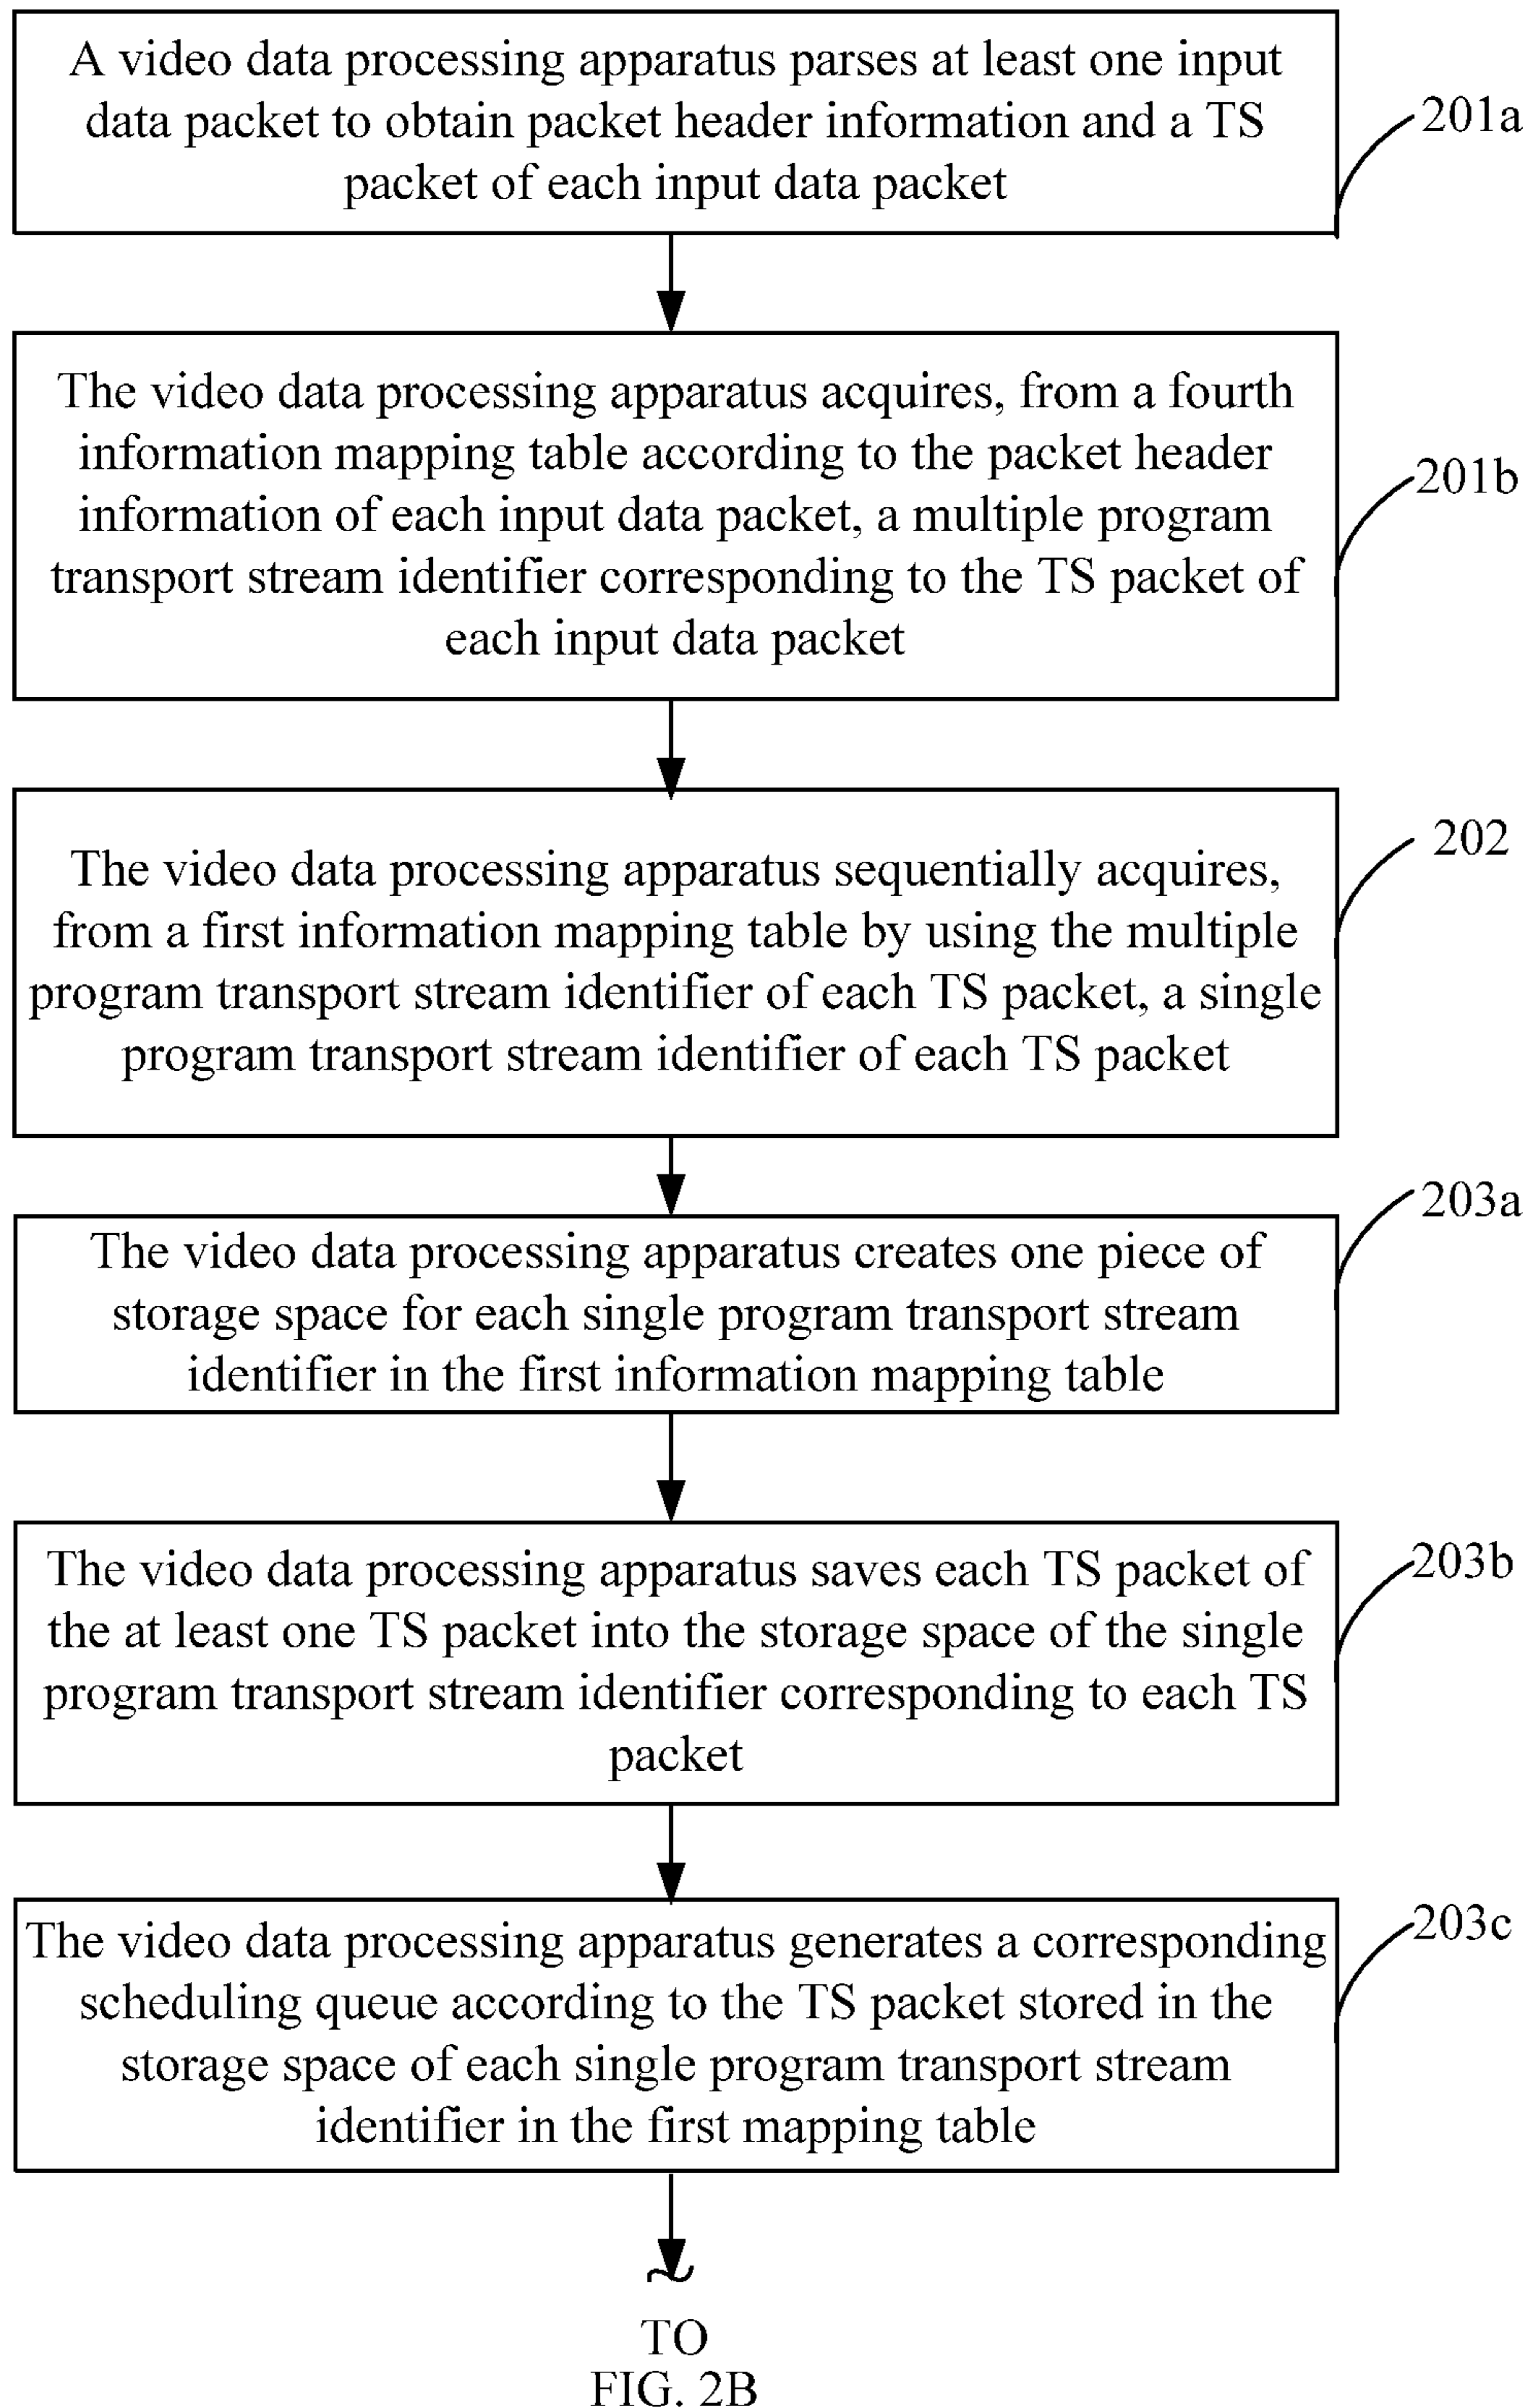 A video data processing apparatus parses at least one input
data packet to obtain packet header information and a TS
packet of each input data packet
201a
The video data processing apparatus acquires, from a fourth
information mapping table according to the packet header
information of each input data packet, a multiple program
transport stream identifier corresponding to the TS packet of
each input data packet
201b
The video data processing apparatus sequentially acquires,
from a first information mapping table by using the multiple
program transport stream identifier of each TS packet, a single
program transport stream identifier of each TS packet
202
The video data processing apparatus creates one piece of
storage space for each single program transport stream
identifier in the first information mapping table
203a
The video data processing apparatus saves each TS packet of
the at least one TS packet into the storage space of the single
program transport stream identifier corresponding to each TS
packet
203b
The video data processing apparatus generates a corresponding
scheduling queue according to the TS packet stored in the
storage space of each single program transport stream
identifier in the first mapping table
203c
TO
FIG. 2B